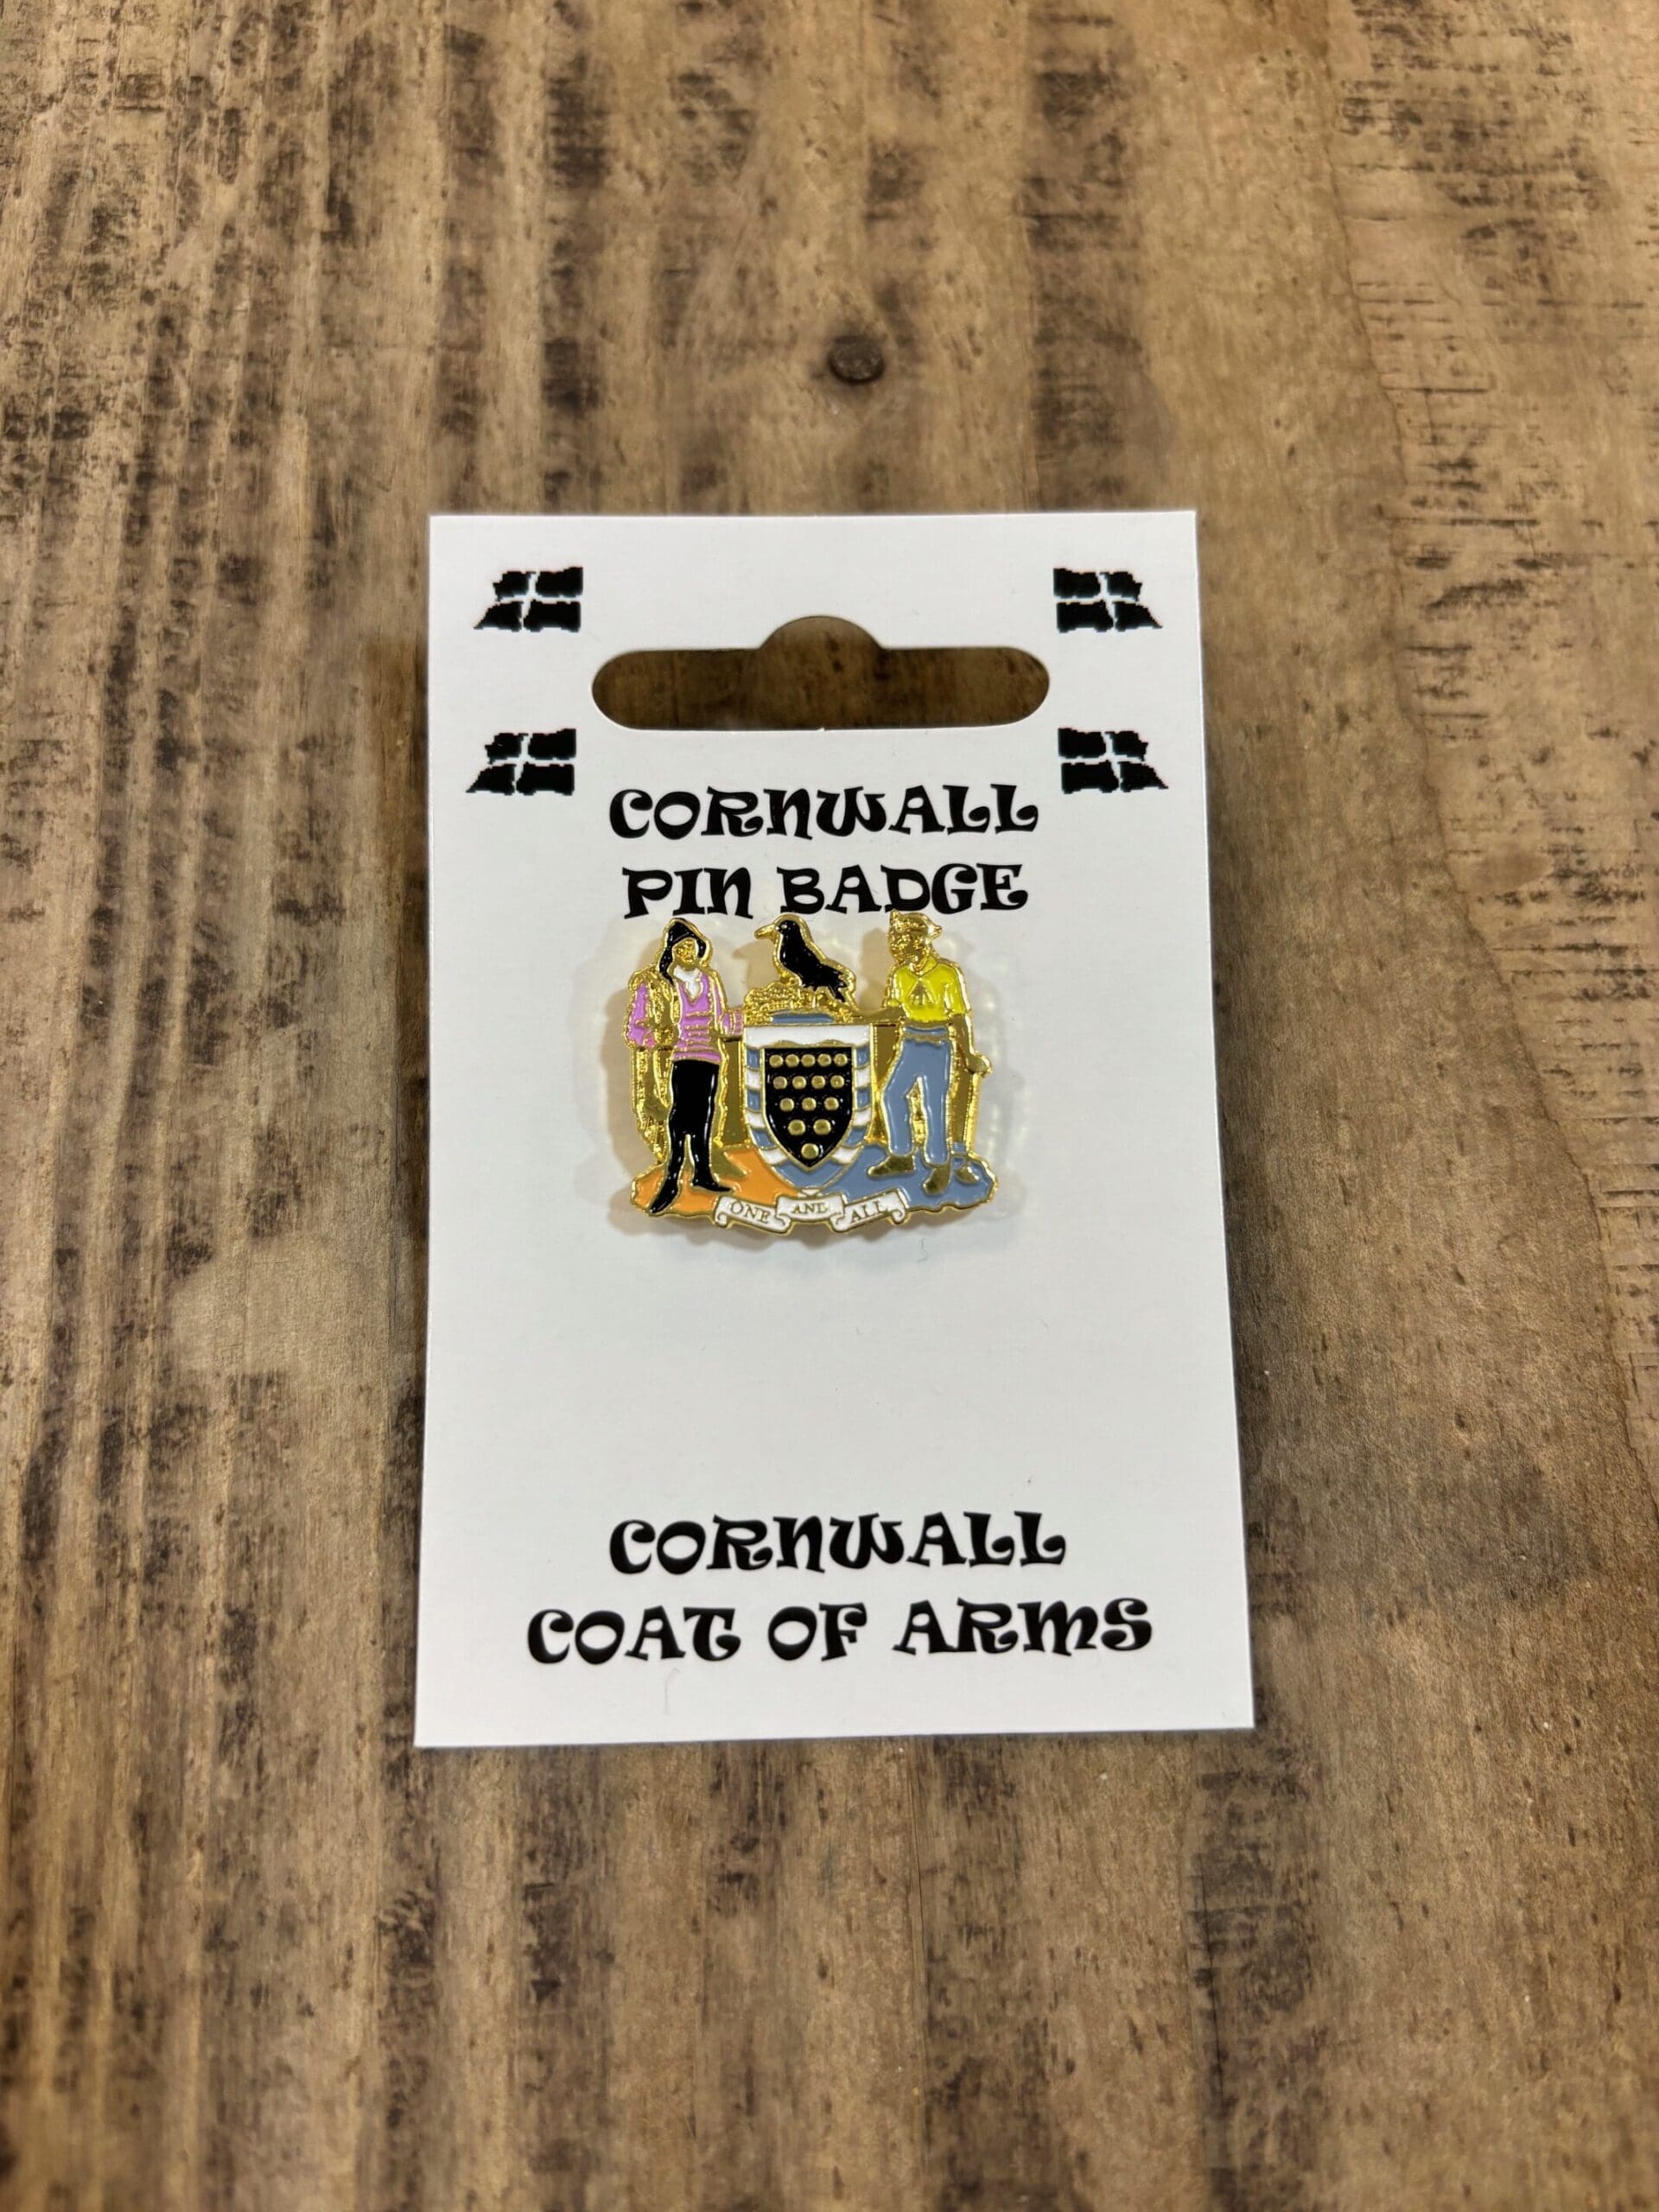 CORNWALL
PIN BADGE
ONE AND ALL
CORNWALL
COAT OF ARMS